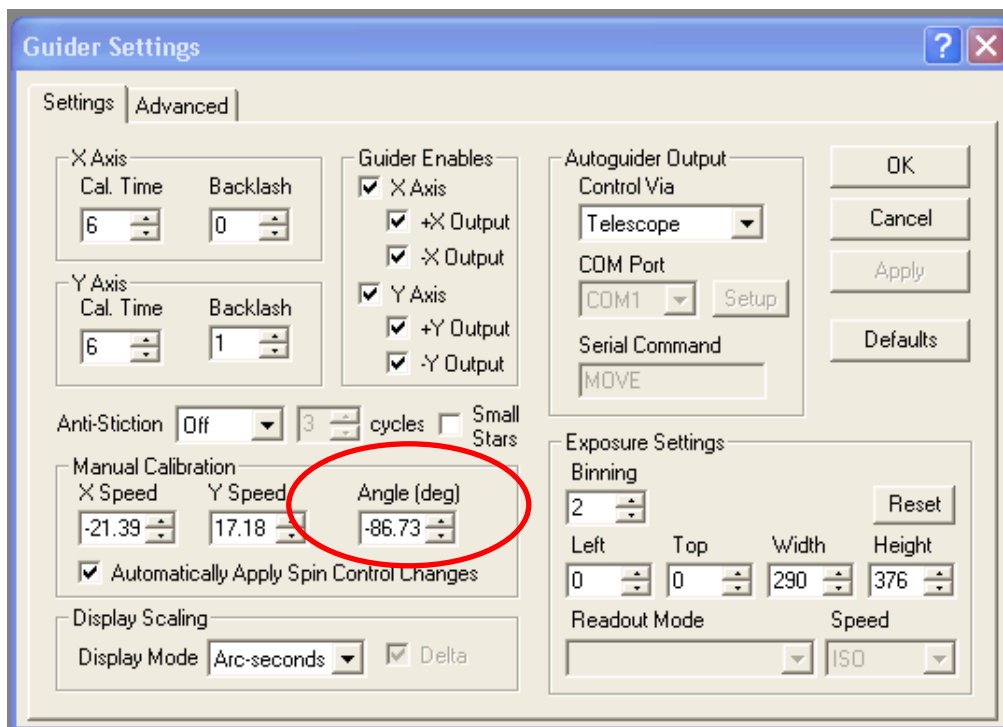 Guider Settings
Settings Advanced
X Axis
Cal. Time Backlash
6 0
Y Axis
Cal. Time Backlash
6 1
Guider Enables
X Axis
+X Output
-X Output
Y Axis
+Y Output
-Y Output
Autoguider Output
Control Via
Telescope
COM Port
COM1 Setup
Serial Command
MOVE
OK
Cancel
Apply
Defaults
Anti-Stiction Off 3 cycles Small
Stars
Manual Calibration
X Speed Y Speed Angle (deg)
-21.39 17.18 -86.73
Automatically Apply Spin Control Changes
Display Scaling
Display Mode Arc-seconds Delta
Exposure Settings
Binning
2 Reset
Left Top Width Height
0 0 290 376
Readout Mode Speed
ISO